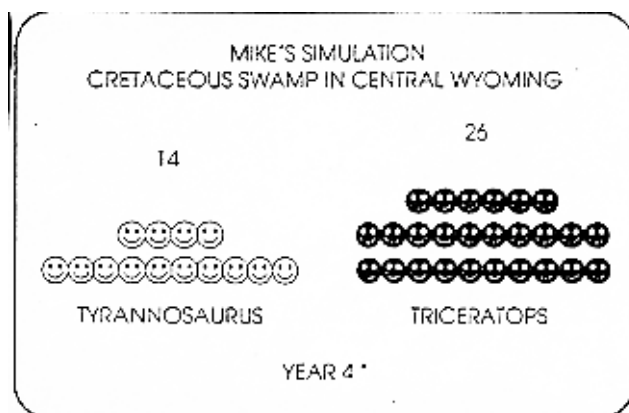 MIKE'S SIMULATION
CRETACEOUS SWAMP IN CENTRAL WYOMING
14
26
TYRANNOSAURUS
TRICERATOPS
YEAR 4